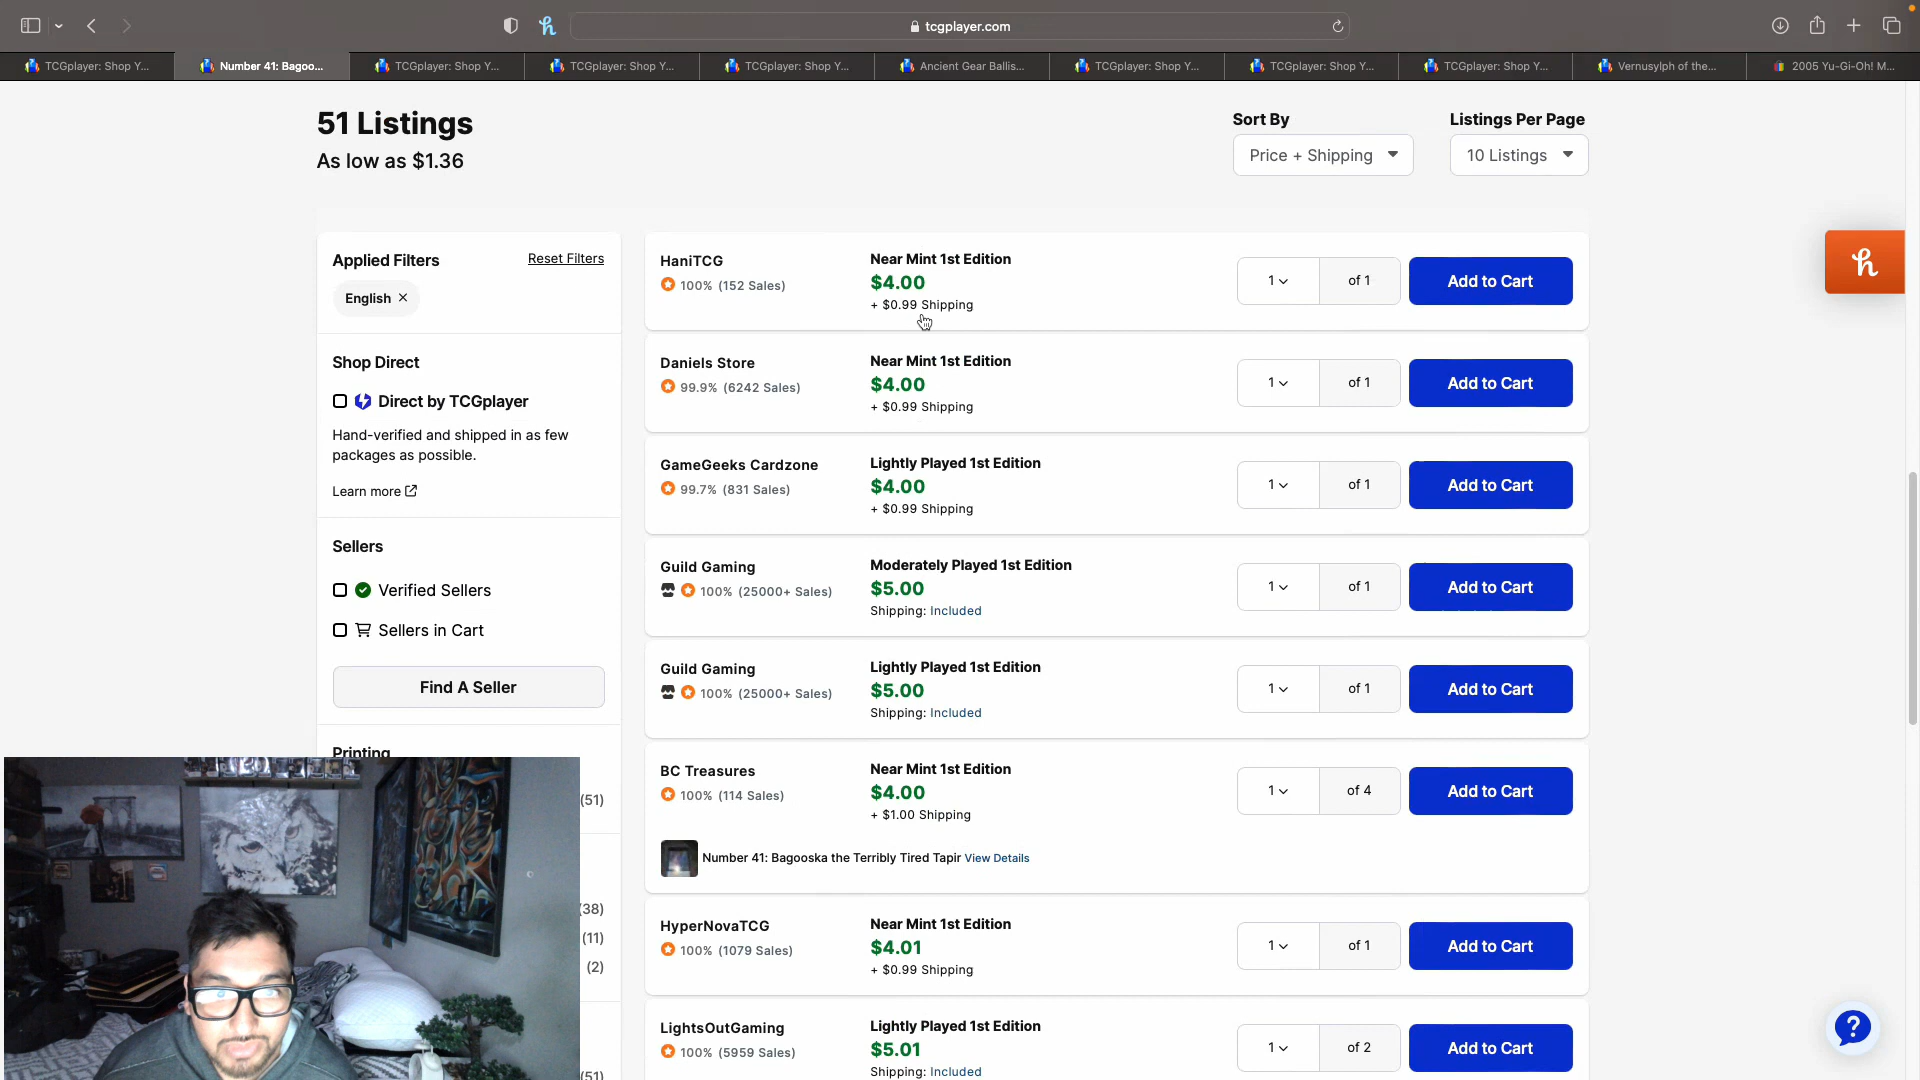 tcgplayer.com
TCGplayer: Shop Y...
Number 41: Bagoo...
TCGplayer: Shop Y...
TCGplayer: Shop Y...
TCGplayer: Shop Y...
Ancient Gear Ballis...
TCGplayer: Shop Y...
TCGplayer: Shop Y...
TCGplayer: Shop Y...
Vernusylph of the...
2005 Yu-Gi-Oh! M...
51 Listings
As low as $1.36
Sort By
Price + Shipping
Listings Per Page
10 Listings
Applied Filters
Reset Filters
English
Shop Direct
Direct by TCGplayer
Hand-verified and shipped in as few
packages as possible.
Learn more
Sellers
Verified Sellers
Sellers in Cart
Find A Seller
Printing
(51)
(38)
(11)
(2)
(51)
HaniTCG
100% (152 Sales)
Near Mint 1st Edition
$4.00
+ $0.99 Shipping
1
of 1
Add to Cart
Daniels Store
99.9% (6242 Sales)
Near Mint 1st Edition
$4.00
+ $0.99 Shipping
1
of 1
Add to Cart
GameGeeks Cardzone
99.7% (831 Sales)
Lightly Played 1st Edition
$4.00
+ $0.99 Shipping
1
of 1
Add to Cart
Guild Gaming
100% (25000+ Sales)
Moderately Played 1st Edition
$5.00
Shipping: Included
1
of 1
Add to Cart
Guild Gaming
100% (25000+ Sales)
Lightly Played 1st Edition
$5.00
Shipping: Included
1
of 1
Add to Cart
BC Treasures
100% (114 Sales)
Near Mint 1st Edition
$4.00
+ $1.00 Shipping
1
of 4
Add to Cart
Number 41: Bagooska the Terribly Tired Tapir View Details
HyperNovaTCG
100% (1079 Sales)
Near Mint 1st Edition
$4.01
+ $0.99 Shipping
1
of 1
Add to Cart
LightsOutGaming
100% (5959 Sales)
Lightly Played 1st Edition
$5.01
Shipping: Included
1
of 2
Add to Cart